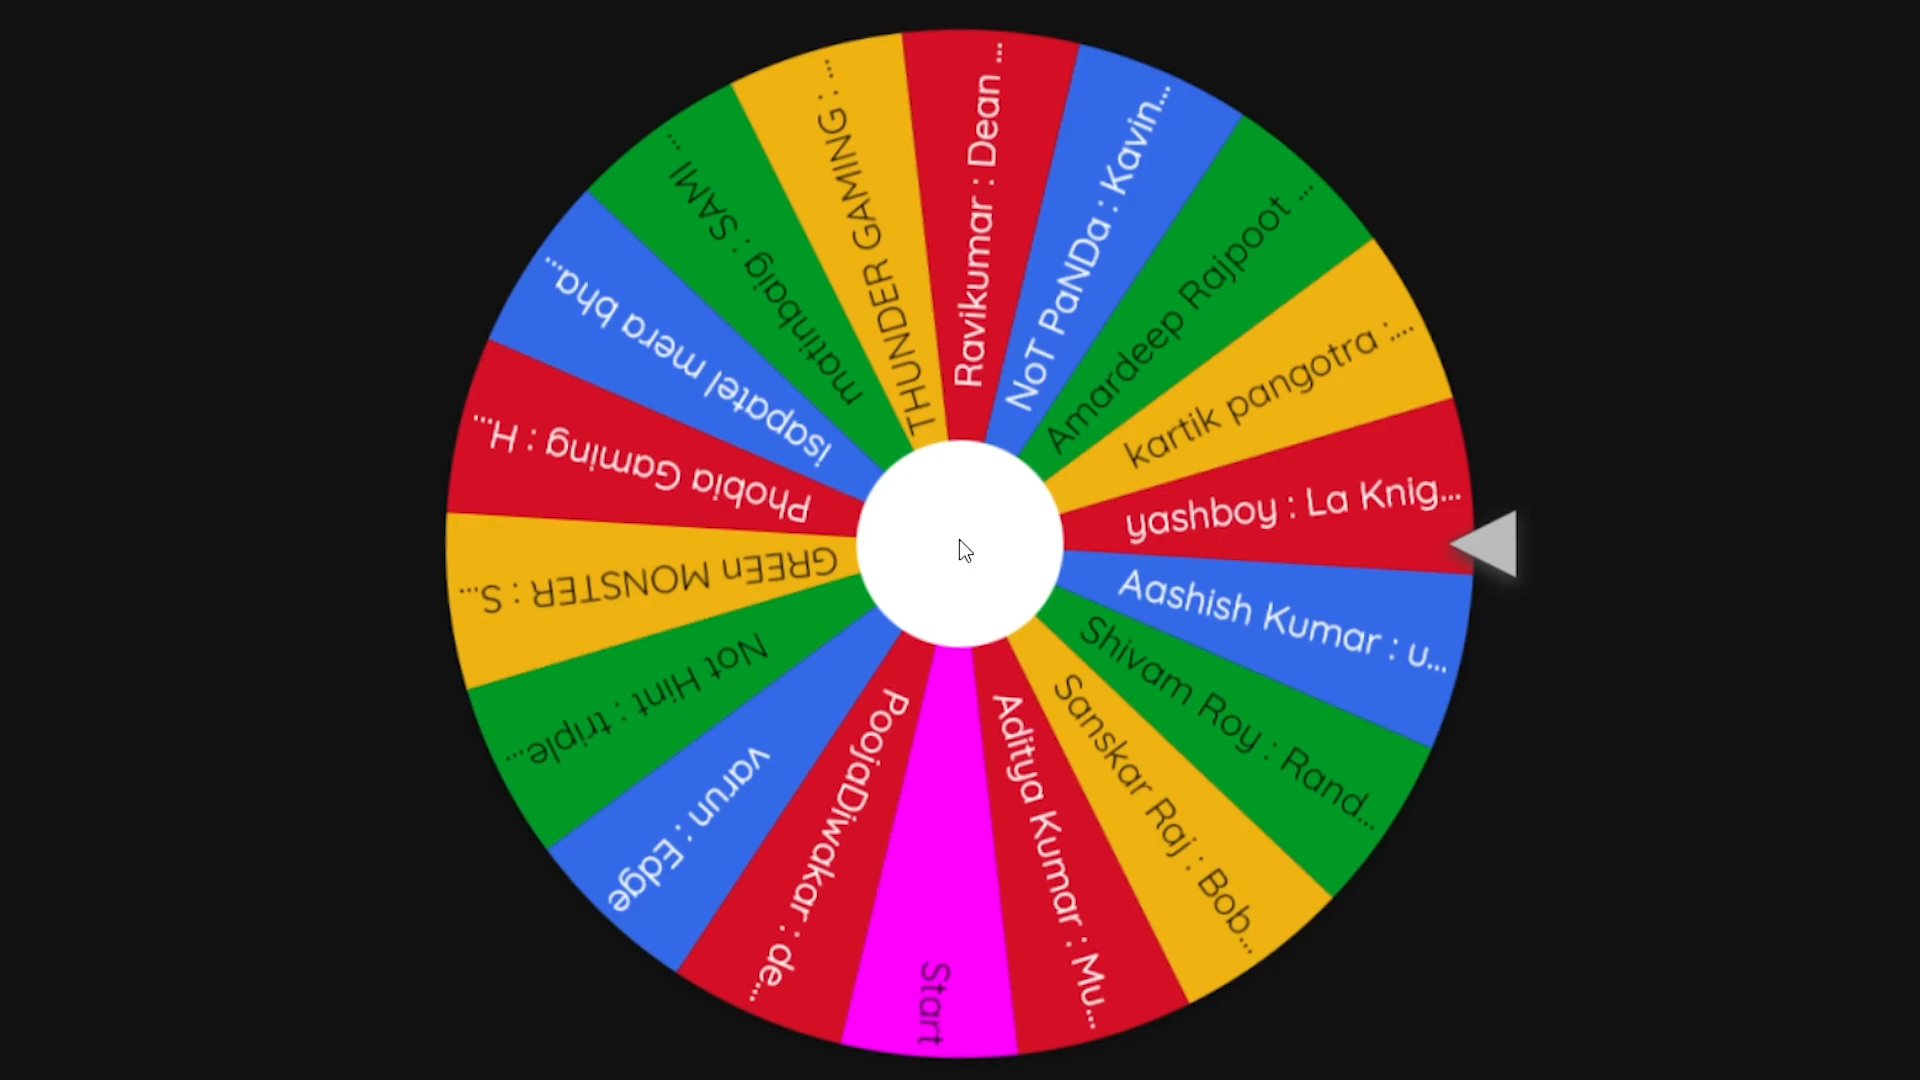 Ravikumar : Dean ...
NoT PaNDa : Kavin...
Amardeep Rajpoot ...
kartik pangotra :...
yashboy : La Knig...
Aashish Kumar : u...
Shivam Roy : Rand...
Sanskar Raj : Bob...
Aditya Kumar : Mu...
Start
PoojaDiwakar : de...
varun : Edge
Not Hint : triple...
GREEn MONSTER : S...
Phobia Gaming : H...
isapatel mera bha...
matinbaig : SAMI ...
THUNDER GAMING : ...